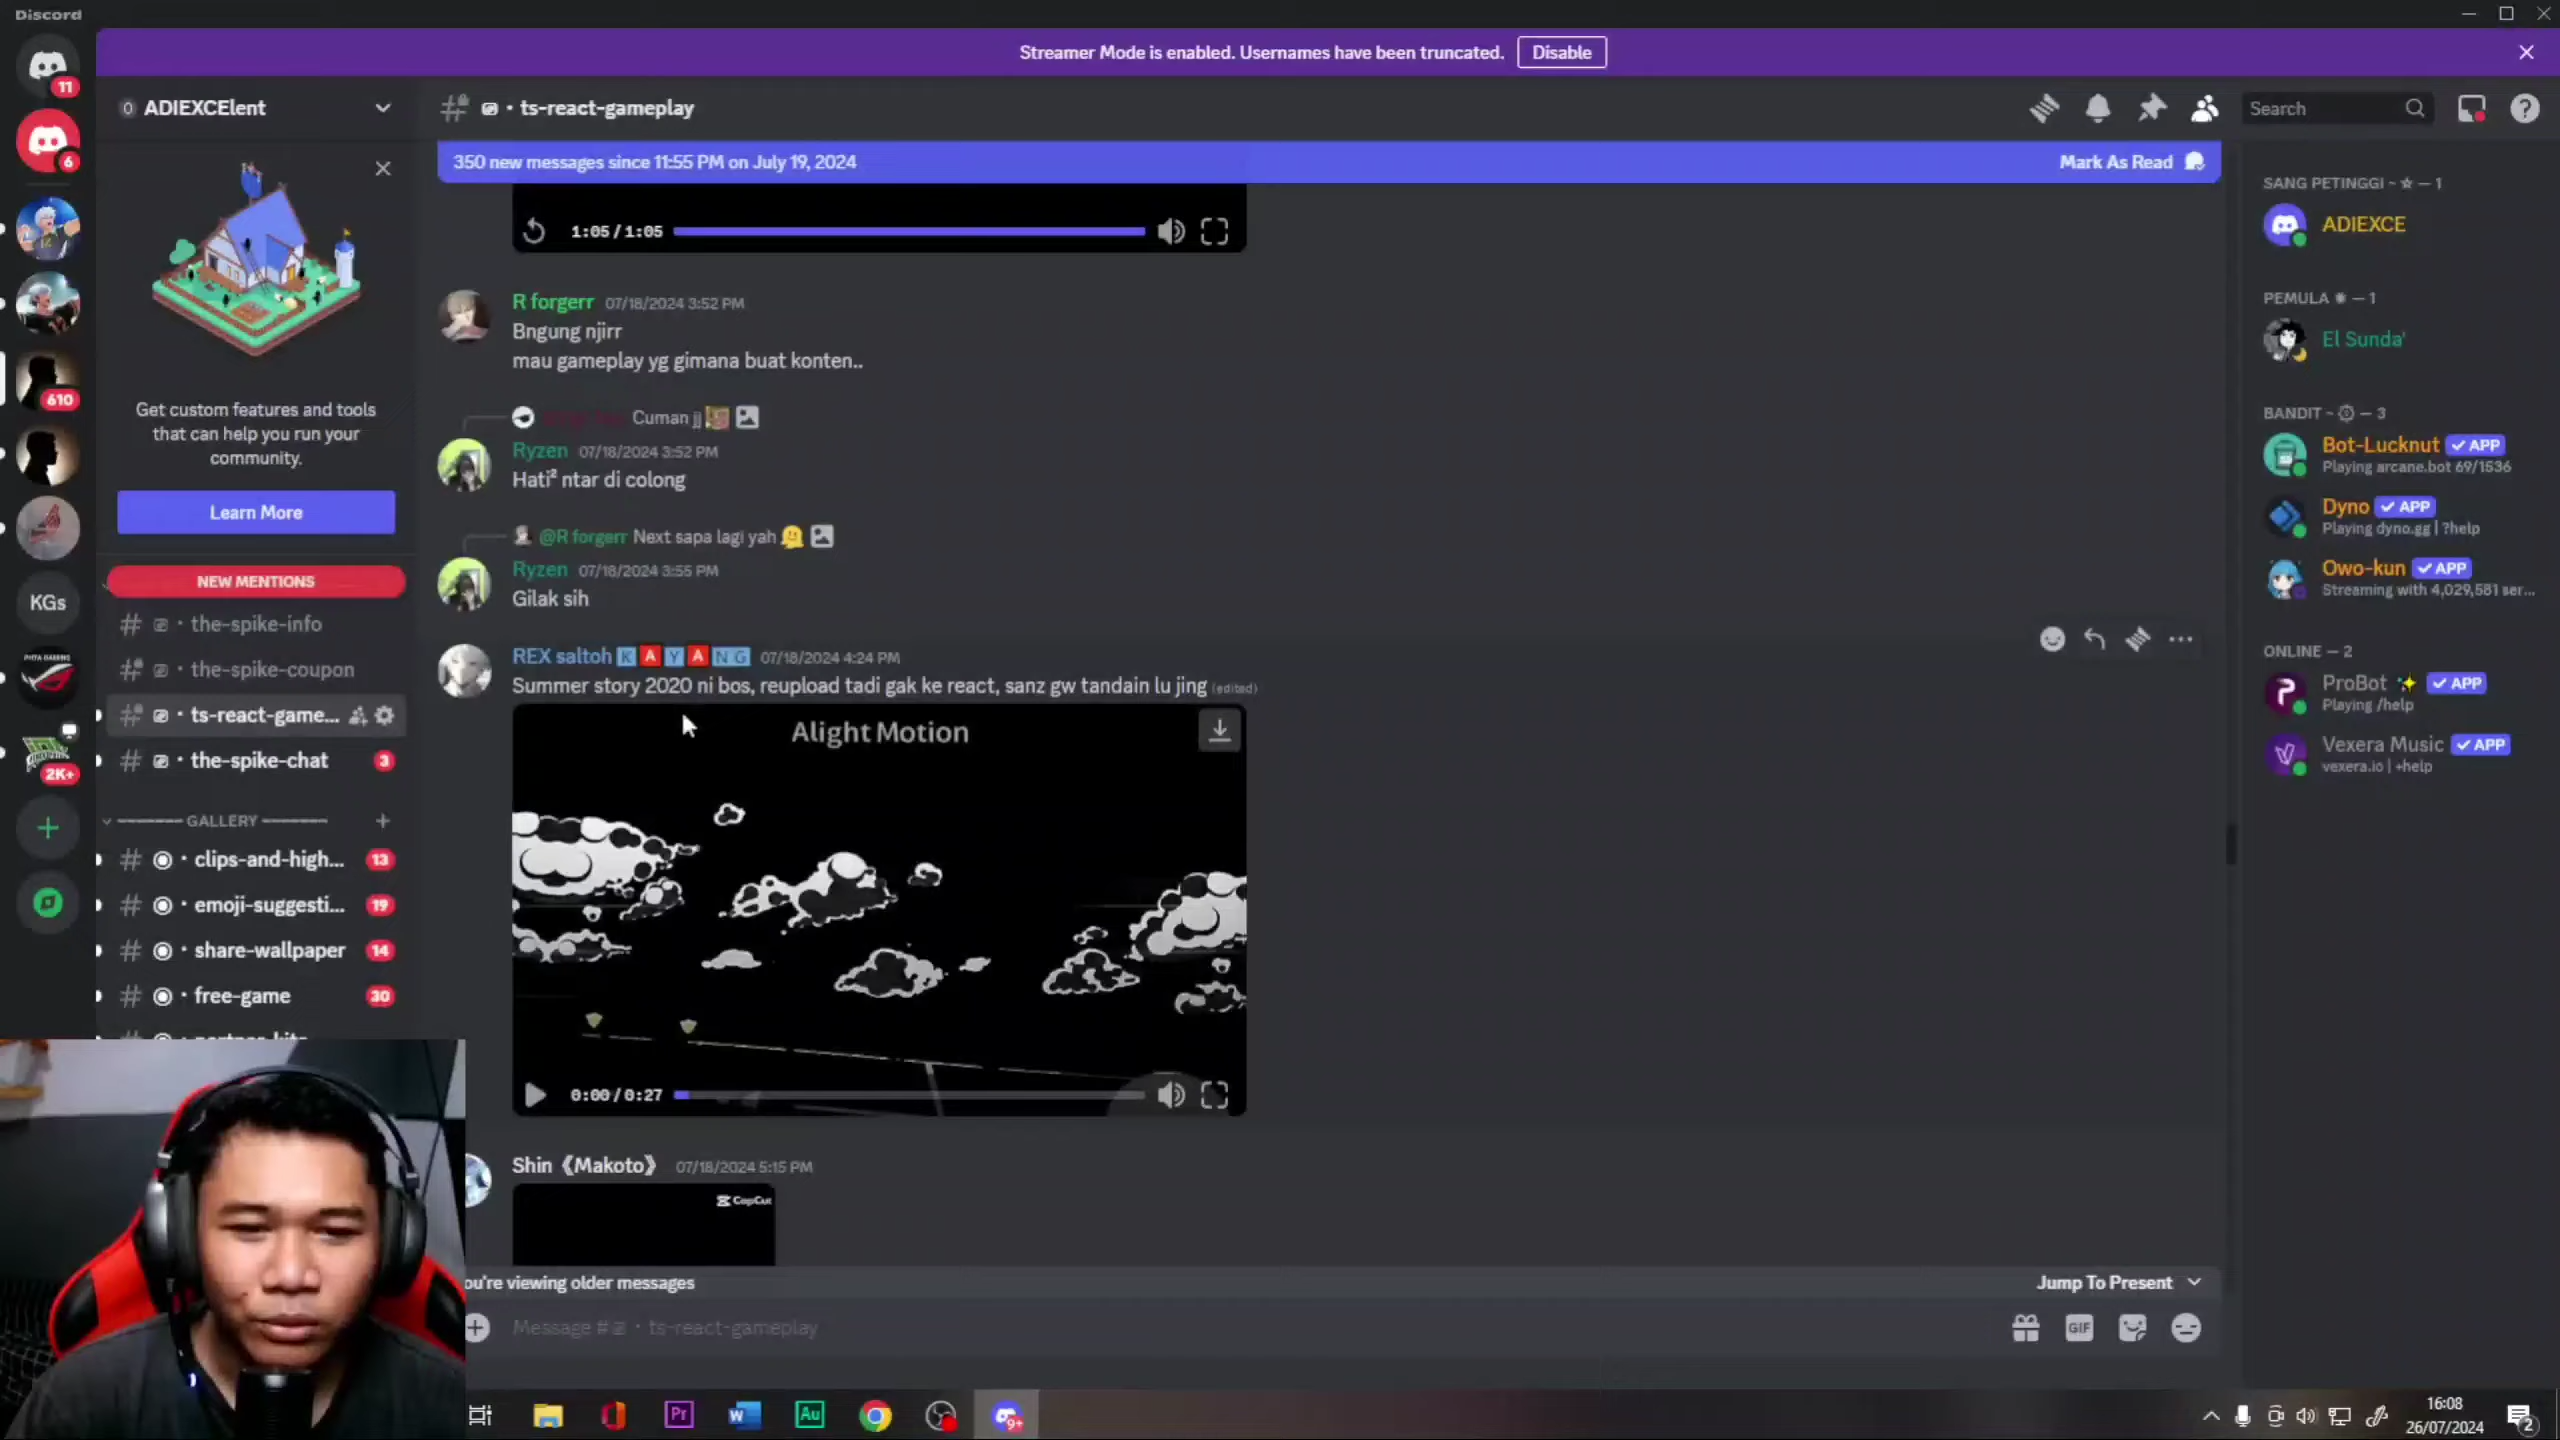 Discord
Streamer Mode is enabled. Usernames have been truncated.
Disable
11
6
610
KGs
2K+
ADIEXCElent
Get custom features and tools
that can help you run your
community.
Learn More
NEW MENTIONS
the-spike-info
the-spike-coupon
ts-react-game...
the-spike-chat
3
GALLERY
clips-and-high...
13
emoji-suggesti...
19
share-wallpaper
14
free-game
30
ts-react-gameplay
Search
350 new messages since 11:55 PM on July 19, 2024
Mark As Read
1:05 / 1:05
R forgerr 07/18/2024 3:52 PM
Bngung njirr
mau gameplay yg gimana buat konten..
Cuman jj
Ryzen 07/18/2024 3:52 PM
Hati² ntar di colong
@R forgerr Next sapa lagi yah
Ryzen 07/18/2024 3:55 PM
Gilak sih
REX saltoh KAYANG 07/18/2024 4:24 PM
Summer story 2020 ni bos, reupload tadi gak ke react, sanz gw tandain lu jing (edited)
Alight Motion
0:00 / 0:27
Shin《Makoto》 07/18/2024 5:15 PM
CapCut
ou're viewing older messages
Jump To Present
Message # ts-react-gameplay
GIF
SANG PETINGGI ~ ☆ — 1
ADIEXCE
PEMULA — 1
El Sunda'
BANDIT ~ — 3
Bot-Lucknut ✓ APP
Playing arcane.bot 69/1536
Dyno ✓ APP
Playing dyno.gg | ?help
Owo-kun ✓ APP
Streaming with 4,029,581 ser...
ONLINE — 2
ProBot ✨ ✓ APP
Playing /help
Vexera Music ✓ APP
vexera.io | +help
Pr
Au
9+
16:08
26/07/2024
2